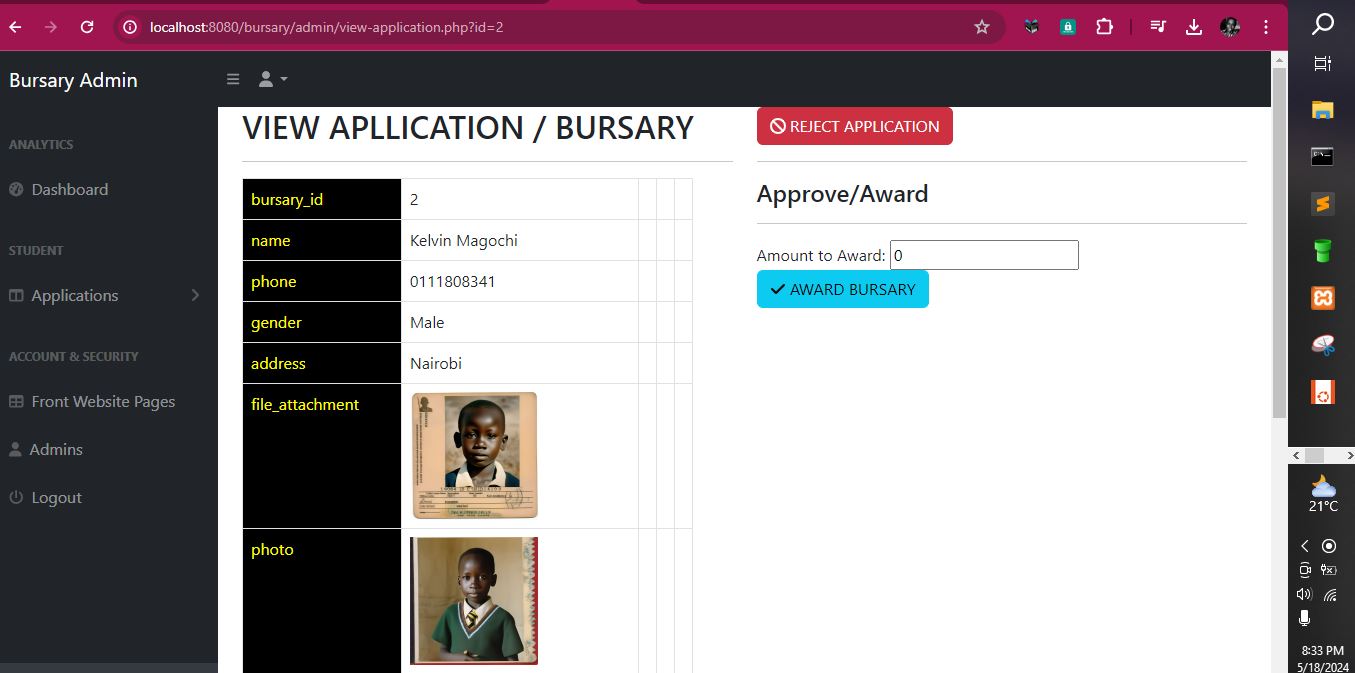 localhost:8080/bursary/admin/view-application.php?id=2
Bursary Admin
ANALYTICS
Dashboard
STUDENT
Applications
ACCOUNT & SECURITY
Front Website Pages
Admins
Logout
VIEW APLLICATION / BURSARY
bursary_id 2
name Kelvin Magochi
phone 0111808341
gender Male
address Nairobi
file_attachment
photo
REJECT APPLICATION
Approve/Award
Amount to Award: 0
AWARD BURSARY
21°C
8:33 PM
5/18/2024